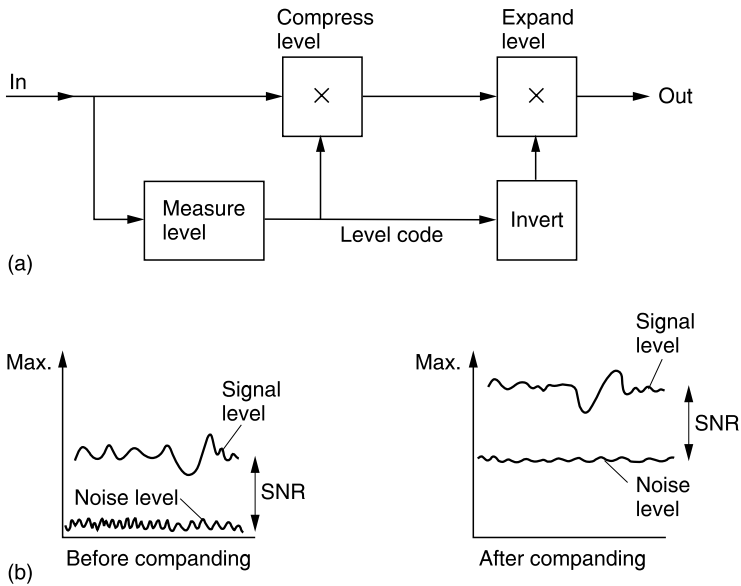 Compress
level
Expand
level
In
×
×
Out
Measure
level
Level code
Invert
(a)
Max.
Signal
level
Noise level
SNR
Before companding
Max.
Signal
level
SNR
Noise
level
After companding
(b)